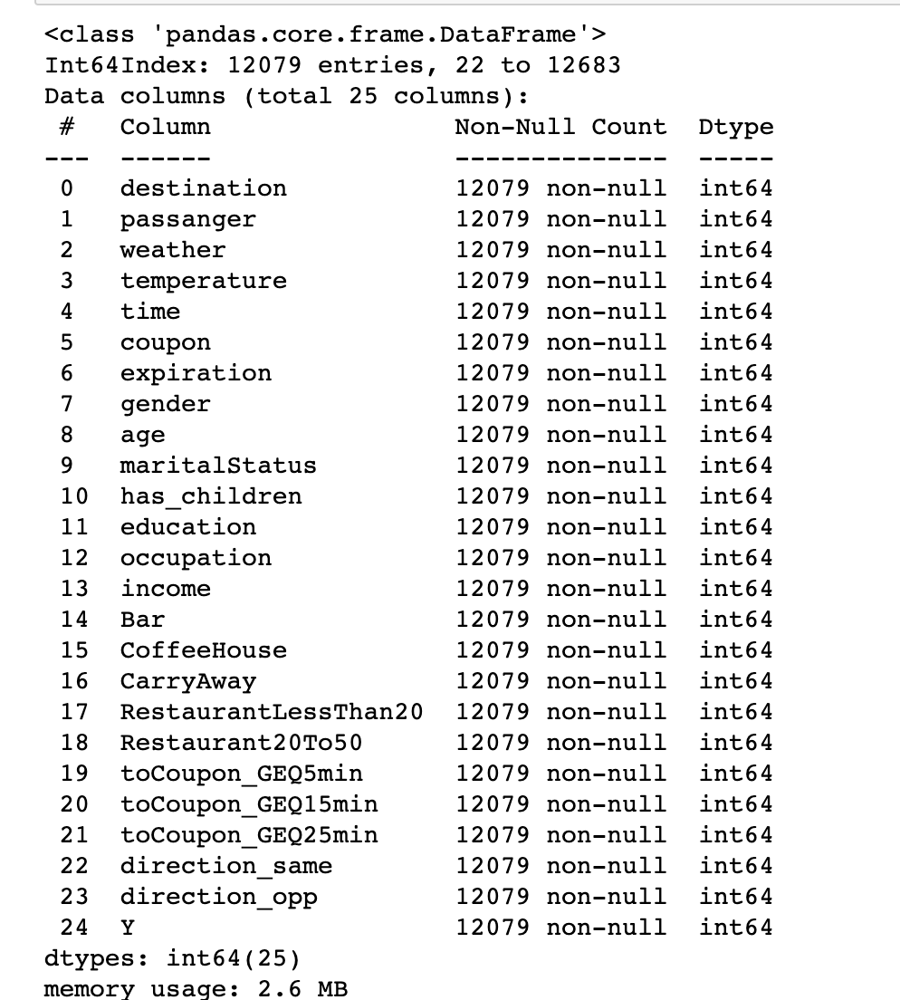 <class 'pandas.core.frame.DataFrame'>
Int64Index: 12079 entries, 22 to 12683
Data columns (total 25 columns):
 #   Column                Non-Null Count  Dtype
---  ------                --------------  -----
 0   destination           12079 non-null  int64
 1   passanger             12079 non-null  int64
 2   weather               12079 non-null  int64
 3   temperature           12079 non-null  int64
 4   time                  12079 non-null  int64
 5   coupon                12079 non-null  int64
 6   expiration            12079 non-null  int64
 7   gender                12079 non-null  int64
 8   age                   12079 non-null  int64
 9   maritalStatus         12079 non-null  int64
 10  has_children          12079 non-null  int64
 11  education             12079 non-null  int64
 12  occupation            12079 non-null  int64
 13  income                12079 non-null  int64
 14  Bar                   12079 non-null  int64
 15  CoffeeHouse           12079 non-null  int64
 16  CarryAway             12079 non-null  int64
 17  RestaurantLessThan20  12079 non-null  int64
 18  Restaurant20To50      12079 non-null  int64
 19  toCoupon_GEQ5min      12079 non-null  int64
 20  toCoupon_GEQ15min     12079 non-null  int64
 21  toCoupon_GEQ25min     12079 non-null  int64
 22  direction_same        12079 non-null  int64
 23  direction_opp         12079 non-null  int64
 24  Y                     12079 non-null  int64
dtypes: int64(25)
memory usage: 2.6 MB